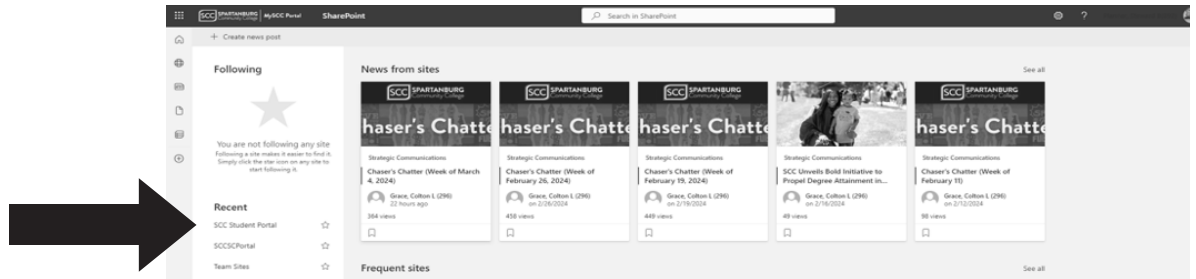 SCC SPARTANBURG Community College MySCC Portal SharePoint Search in SharePoint ?
+ Create news post
Following
You are not following any site
Following a site makes it easier to find it.
Simply click the star icon on any site to
start following it.
Recent
SCC Student Portal
SCCSCPortal
Team Sites
News from sites See all
SCC SPARTANBURG Community College
haser's Chatte
Strategic Communications
Chaser's Chatter (Week of March
4, 2024)
Grace, Colton L (296)
22 hours ago
304 views
SCC SPARTANBURG Community College
haser's Chatte
Strategic Communications
Chaser's Chatter (Week of
February 26, 2024)
Grace, Colton L (296)
on 2/26/2024
458 views
SCC SPARTANBURG Community College
haser's Chatte
Strategic Communications
Chaser's Chatter (Week of
February 19, 2024)
Grace, Colton L (296)
on 2/19/2024
449 views
Strategic Communications
SCC Unveils Bold Initiative to
Propel Degree Attainment in...
Grace, Colton L (296)
on 2/16/2024
49 views
SCC SPARTANBURG Community College
haser's Chatte
Strategic Communications
Chaser's Chatter (Week of
February 11)
Grace, Colton L (296)
on 2/12/2024
98 views
Frequent sites See all